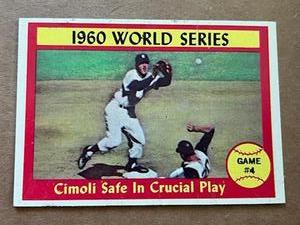 1960 WORLD SERIES
GAME
#4
Cimoli Safe In Crucial Play